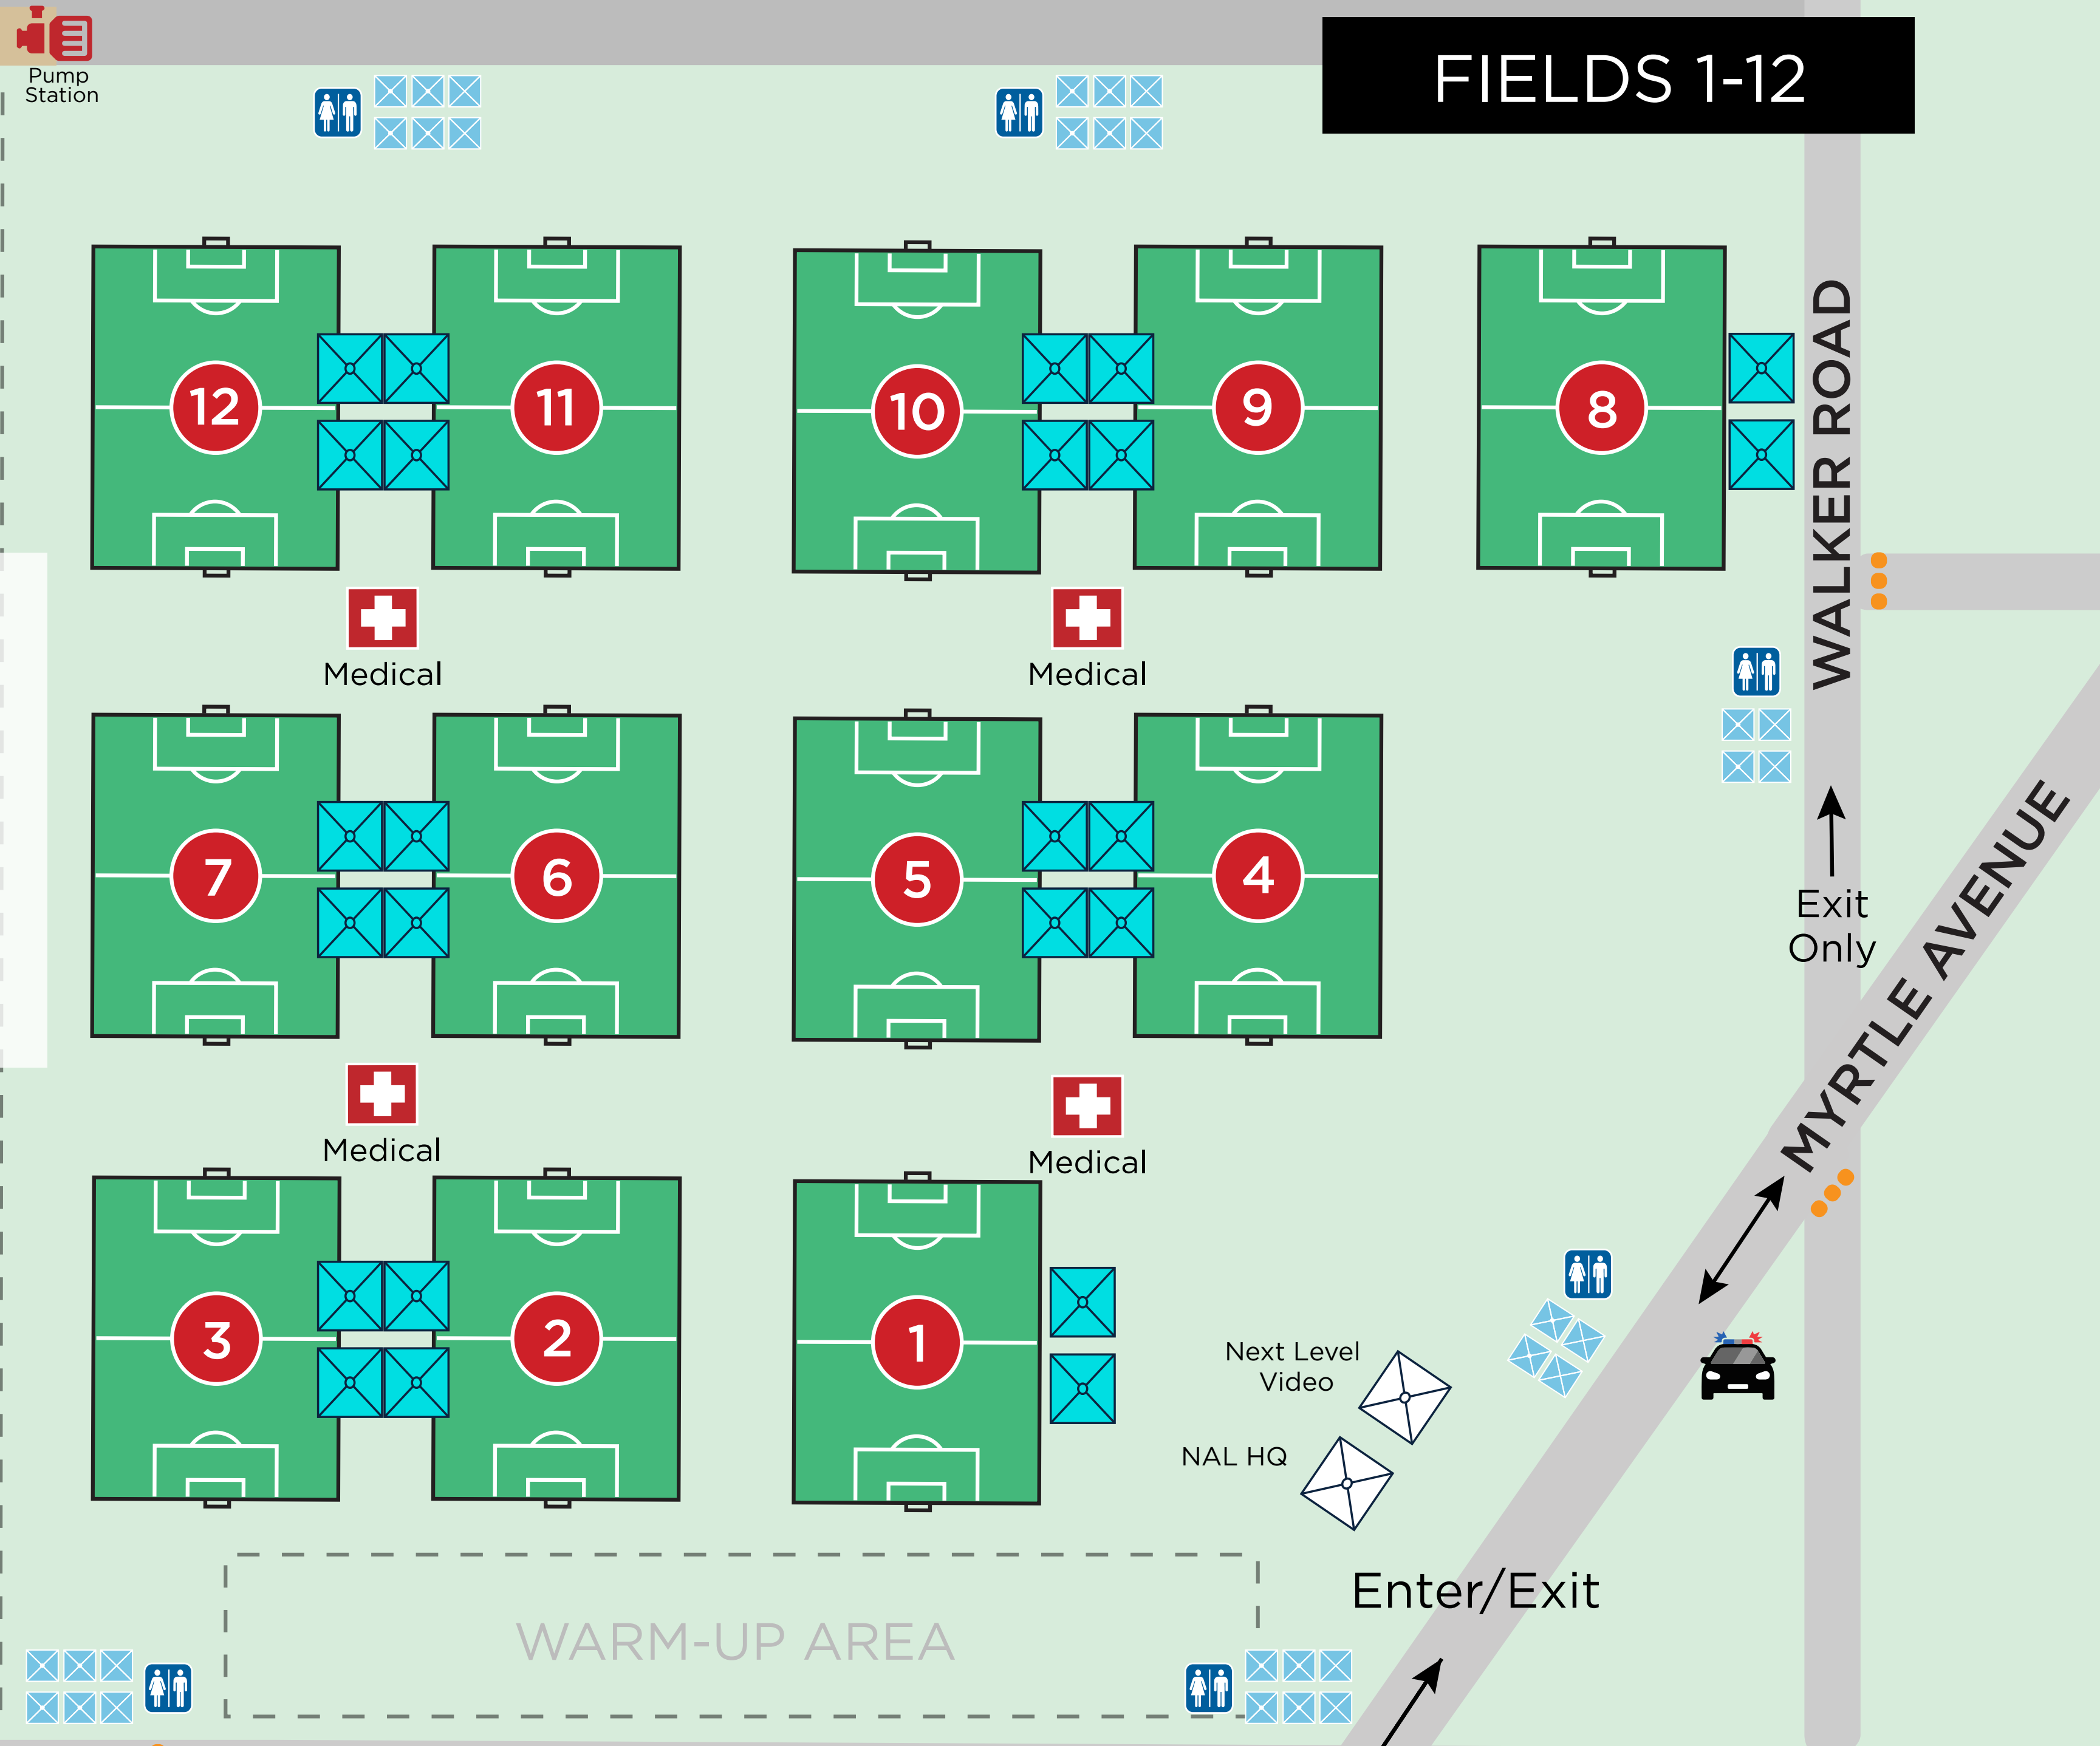 FIELDS 1-12
Pump
Station
12
11
10
9
8
WALKER ROAD
Medical
Medical
7
6
5
4
Exit
Only
MYRTLE AVENUE
Medical
Medical
3
2
1
Next Level
Video
NAL HQ
Enter/Exit
WARM-UP AREA